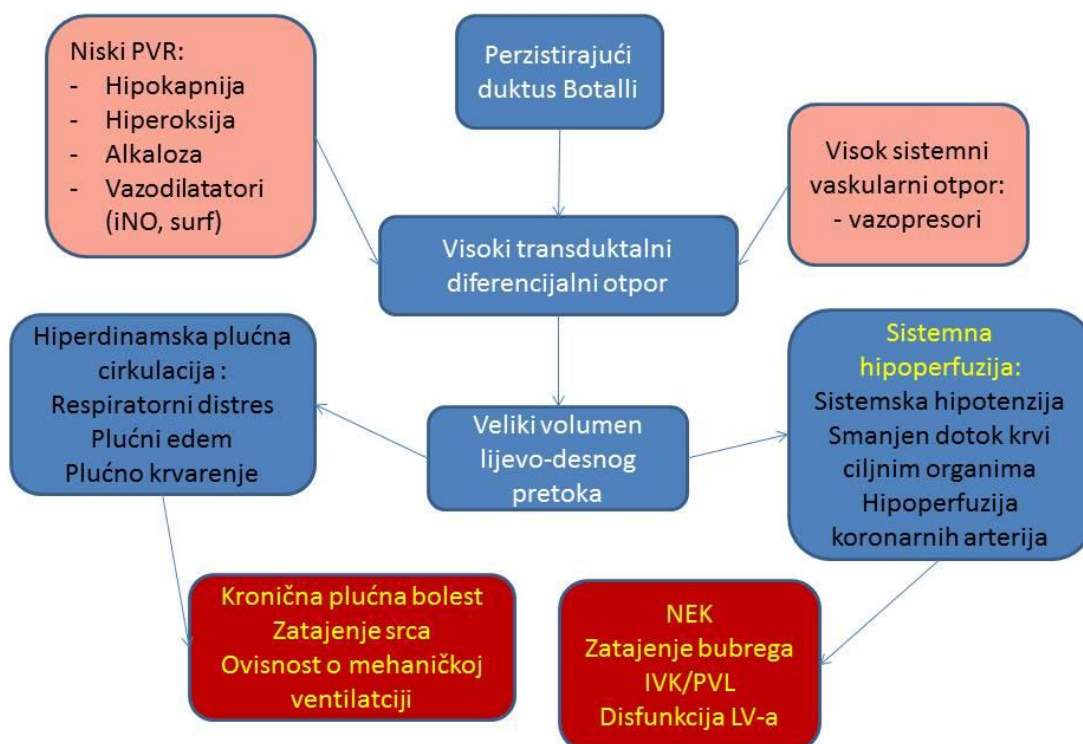 Niski PVR:
- Hipokapnija
- Hiperoksija
- Alkaloza
- Vazodilatatori
(iNO, surf)
Perzistirajući
duktus Botalli
Visok sistemni
vaskularni otpor:
- vazopresori
Visoki transduktalni
diferencijalni otpor
Hiperdinamska plućna
cirkulacija :
Respiratorni distres
Plućni edem
Plućno krvarenje
Veliki volumen
lijevo-desnog
pretoka
Sistemna
hipoperfuzija:
Sistemska hipotenzija
Smanjen dotok krvi
ciljnim organima
Hipoperfuzija
koronarnih arterija
Kronična plućna bolest
Zatajenje srca
Ovisnost o mehaničkoj
ventilatciji
NEK
Zatajenje bubrega
IVK/PVL
Disfunkcija LV-a